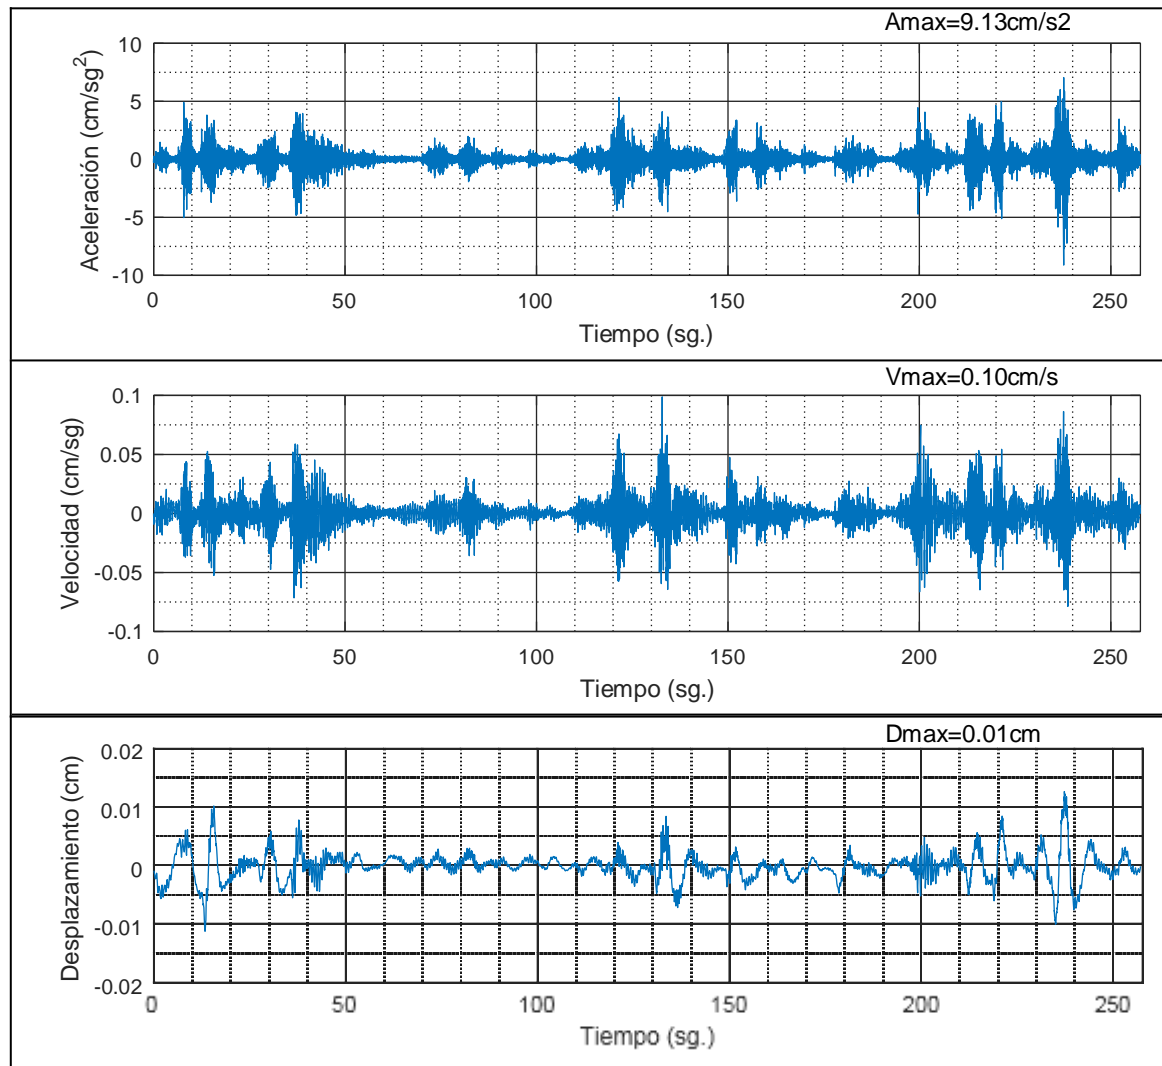 Amax=9.13cm/s2
10
5
0
-5
-10
Aceleración (cm/sg2)
0 50 100 150 200 250
Tiempo (sg.)
Vmax=0.10cm/s
0.1
0.05
0
-0.05
-0.1
Velocidad (cm/sg)
0 50 100 150 200 250
Tiempo (sg.)
Dmax=0.01cm
0.02
0.01
0
-0.01
-0.02
Desplazamiento (cm)
0 50 100 150 200 250
Tiempo (sg.)